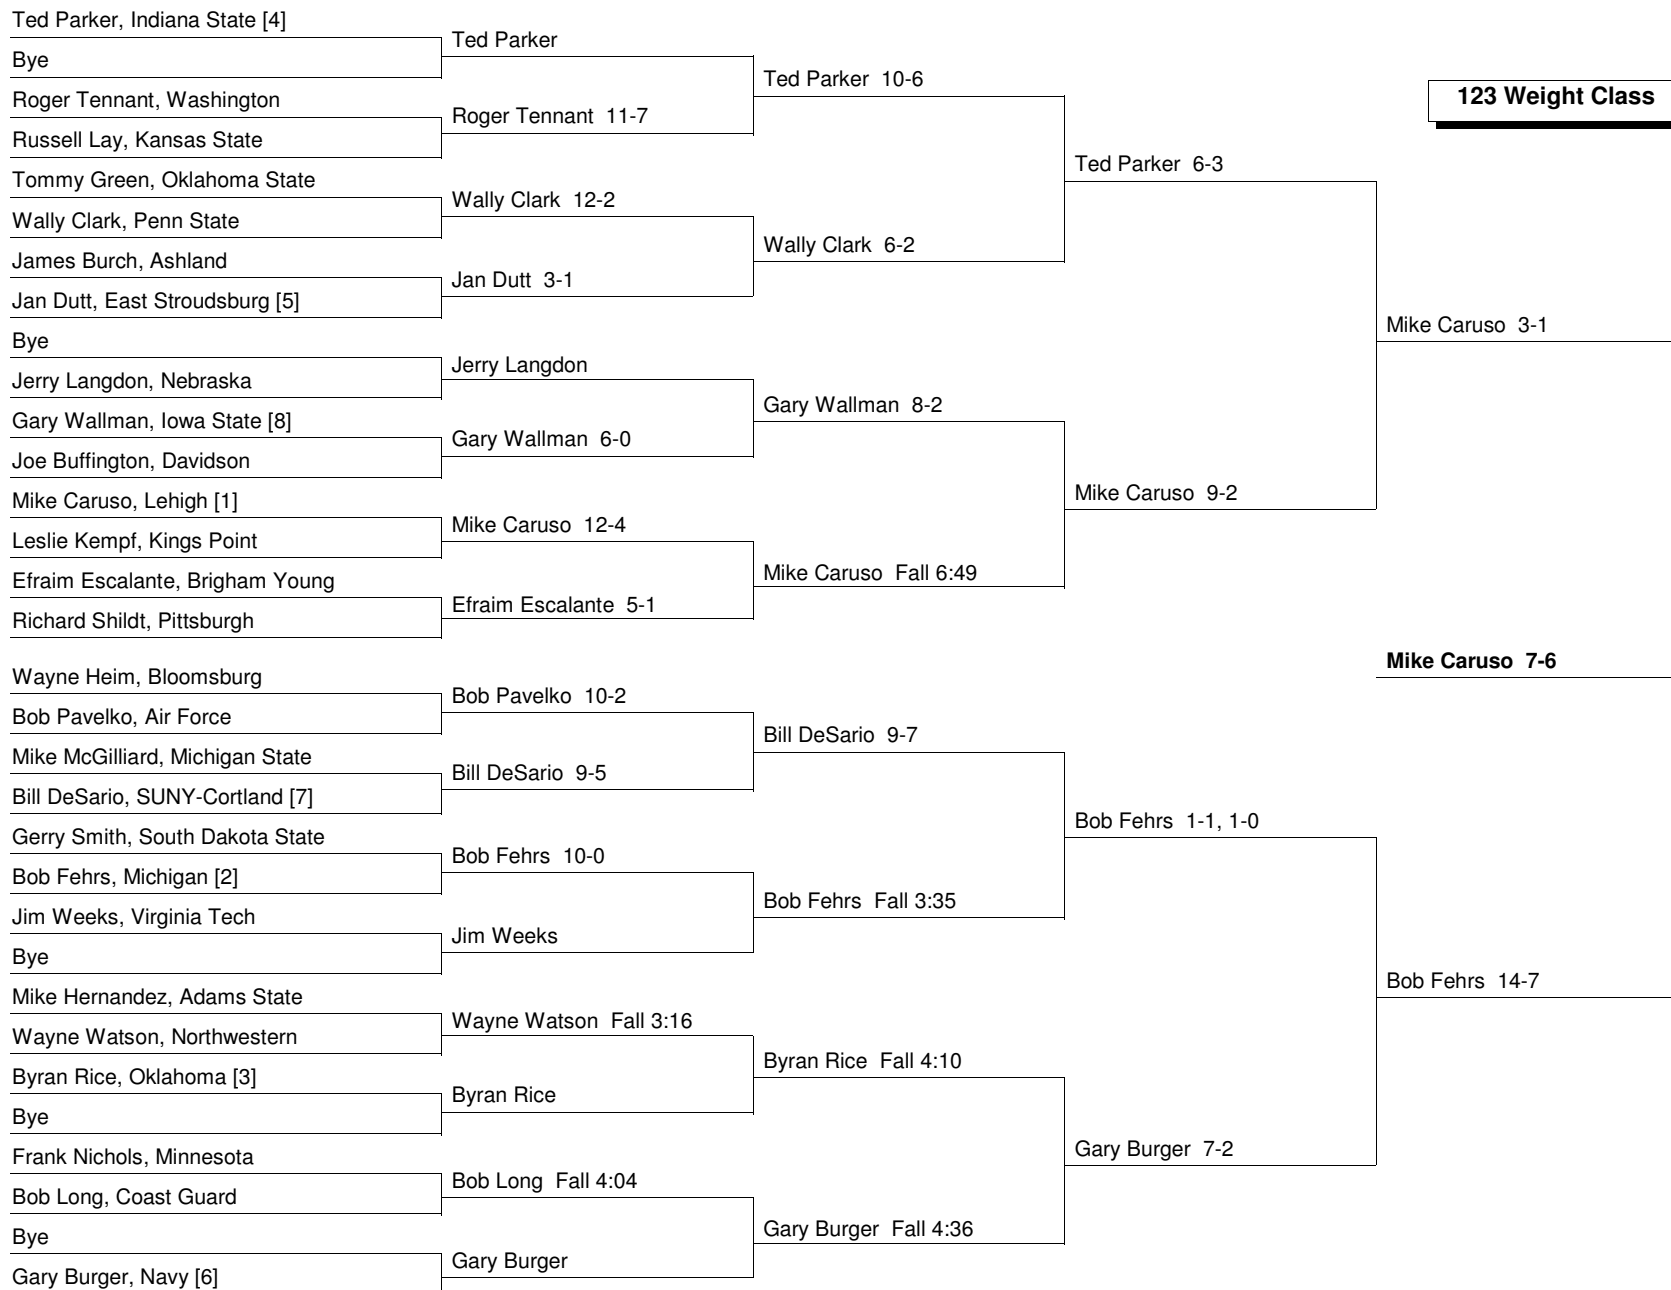 Ted Parker, Indiana State [4]
Bye
Roger Tennant, Washington
Russell Lay, Kansas State
Tommy Green, Oklahoma State
Wally Clark, Penn State
James Burch, Ashland
Jan Dutt, East Stroudsburg [5]
Bye
Jerry Langdon, Nebraska
Gary Wallman, Iowa State [8]
Joe Buffington, Davidson
Mike Caruso, Lehigh [1]
Leslie Kempf, Kings Point
Efraim Escalante, Brigham Young
Richard Shildt, Pittsburgh
Wayne Heim, Bloomsburg
Bob Pavelko, Air Force
Mike McGilliard, Michigan State
Bill DeSario, SUNY-Cortland [7]
Gerry Smith, South Dakota State
Bob Fehrs, Michigan [2]
Jim Weeks, Virginia Tech
Bye
Mike Hernandez, Adams State
Wayne Watson, Northwestern
Byran Rice, Oklahoma [3]
Bye
Frank Nichols, Minnesota
Bob Long, Coast Guard
Bye
Gary Burger, Navy [6]
Ted Parker
Roger Tennant 11-7
Wally Clark 12-2
Jan Dutt 3-1
Jerry Langdon
Gary Wallman 6-0
Mike Caruso 12-4
Efraim Escalante 5-1
Bob Pavelko 10-2
Bill DeSario 9-5
Bob Fehrs 10-0
Jim Weeks
Wayne Watson Fall 3:16
Byran Rice
Bob Long Fall 4:04
Gary Burger
Ted Parker 10-6
Wally Clark 6-2
Gary Wallman 8-2
Mike Caruso Fall 6:49
Bill DeSario 9-7
Bob Fehrs Fall 3:35
Byran Rice Fall 4:10
Gary Burger Fall 4:36
Ted Parker 6-3
Mike Caruso 9-2
Bob Fehrs 1-1, 1-0
Gary Burger 7-2
123 Weight Class
Mike Caruso 3-1
Mike Caruso 7-6
Bob Fehrs 14-7